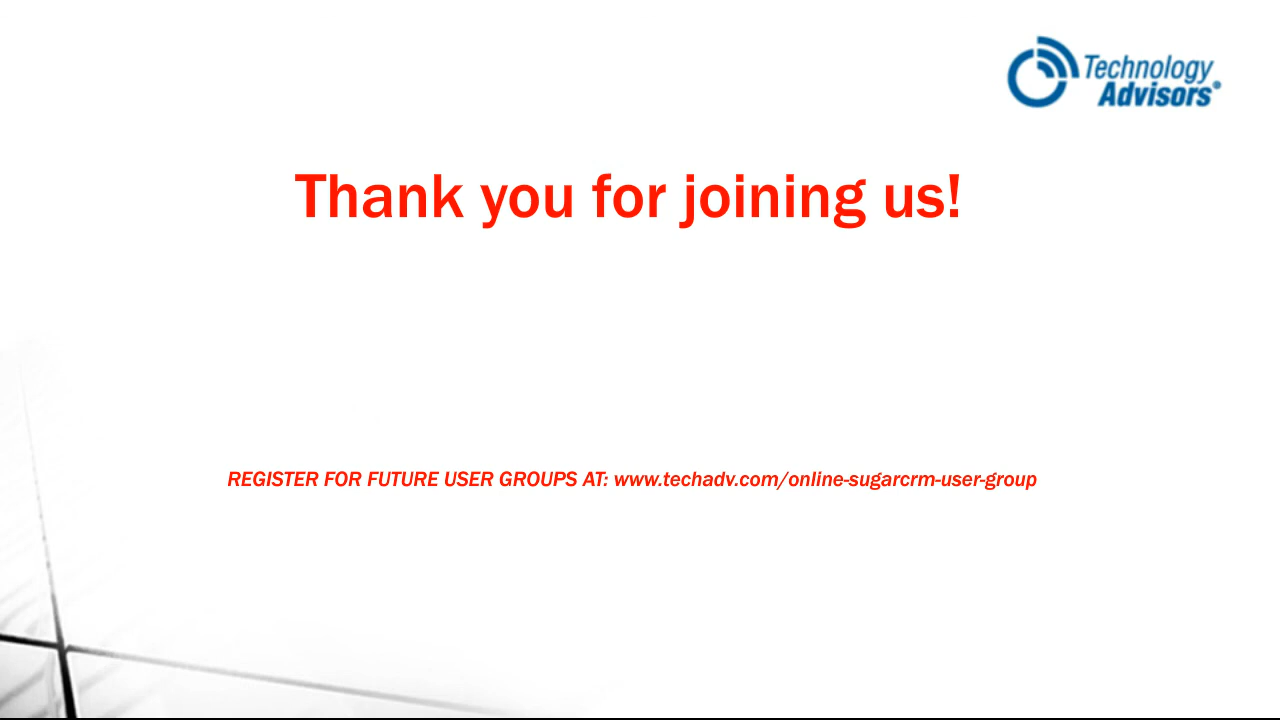 Technology
Advisors®
Thank you for joining us!
REGISTER FOR FUTURE USER GROUPS AT: www.techadv.com/online-sugarcrm-user-group